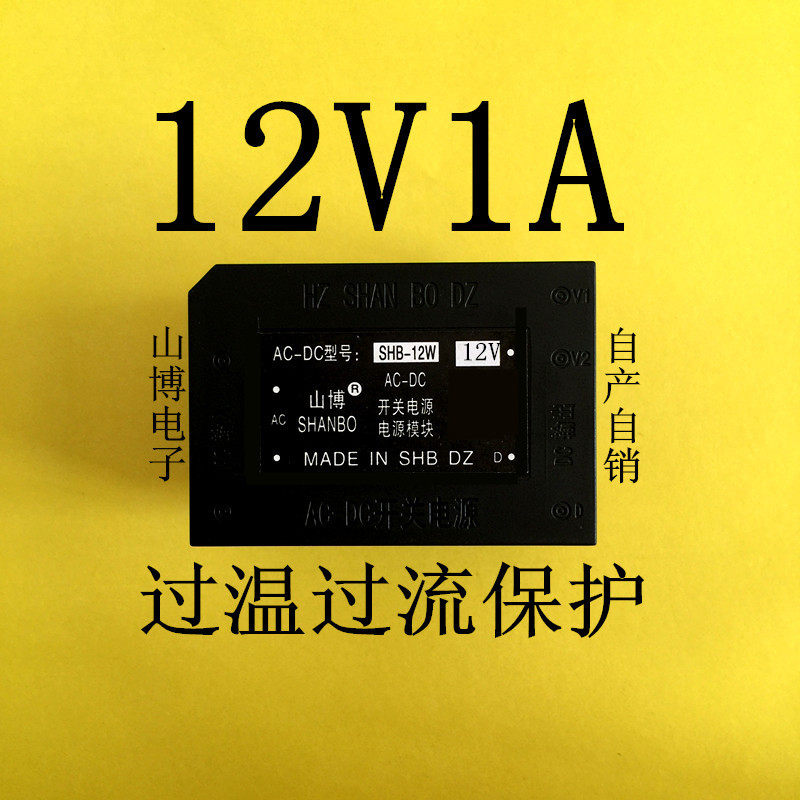 12V1A
HZ SHAN BO DZ
V1
AC-DC型号: SHB-12W 12V
V2
AC-DC
山博®
开关电源
AC SHANBO
电源模块
MADE IN SHB DZ D
AC-DC开关电源
D
山博电子
自产自销
过温过流保护